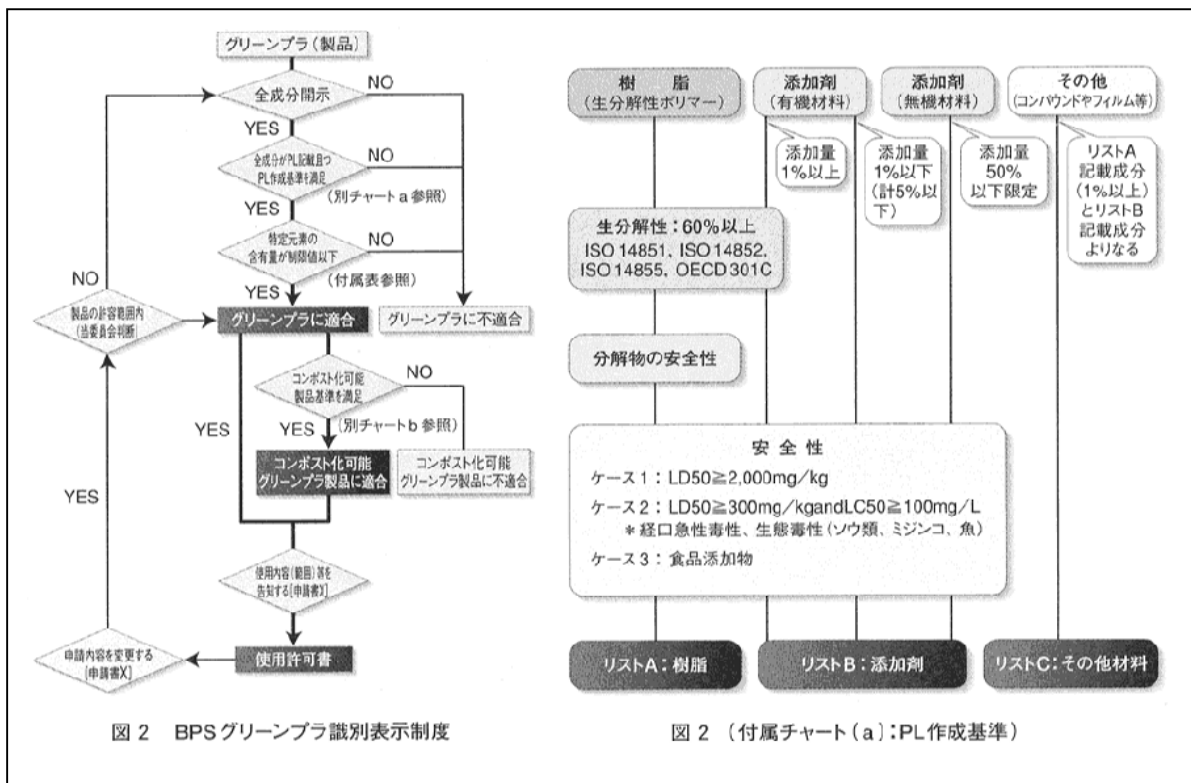 グリーンプラ(製品)
全成分開示
NO
YES
全成分がPL記載且つ
PL作成基準を満足
NO
(別チャートa参照)
YES
特定元素の
含有量が制限値以下
NO
(付属表参照)
YES
NO
製品の許容範囲内
(当委員会判断)
グリーンプラに適合
グリーンプラに不適合
コンポスト化可能
製品基準を満足
NO
(別チャートb参照)
YES
YES
コンポスト化可能
グリーンプラ製品に適合
コンポスト化可能
グリーンプラ製品に不適合
YES
使用内容(範囲)等を
告知する[申請書X]
申請内容を変更する
[申請書X]
使用許可書
図2 BPSグリーンプラ識別表示制度
樹脂
(生分解性ポリマー)
添加剤
(有機材料)
添加剤
(無機材料)
その他
(コンパウンドやフィルム等)
添加量
1%以上
添加量
1%以下
(計5%以
下)
添加量
50%
以下限定
リストA
記載成分
(1%以上)
とリストB
記載成分
よりなる
生分解性:60%以上
ISO 14851、ISO 14852、
ISO 14855、OECD 301C
分解物の安全性
安全性
ケース1:LD50≧2,000mg/kg
ケース2:LD50≧300mg/kgandLC50≧100mg/L
*経口急性毒性、生態毒性(ソウ類、ミジンコ、魚)
ケース3:食品添加物
リストA:樹脂
リストB:添加剤
リストC:その他材料
図2 (付属チャート(a):PL作成基準)